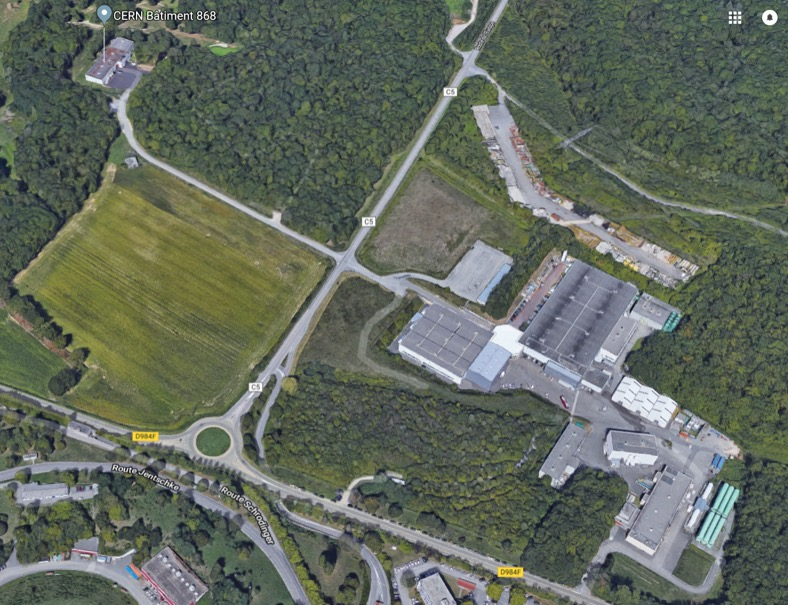 CERN Bâtiment 868
C5
C5
C5
D984F
Route Jentschke
Route Schrödinger
D984F